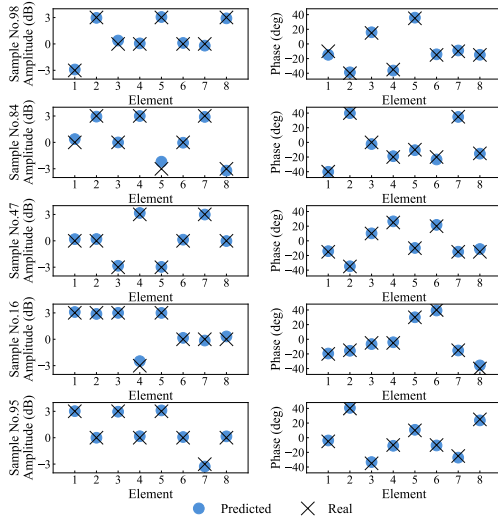 Sample No.98
Amplitude (dB)
3
0
−3
1 2 3 4 5 6 7 8
Element
Phase (deg)
40
20
0
−20
−40
1 2 3 4 5 6 7 8
Element
Sample No.84
Amplitude (dB)
3
0
−3
1 2 3 4 5 6 7 8
Element
Phase (deg)
40
20
0
−20
−40
1 2 3 4 5 6 7 8
Element
Sample No.47
Amplitude (dB)
3
0
−3
1 2 3 4 5 6 7 8
Element
Phase (deg)
40
20
0
−20
−40
1 2 3 4 5 6 7 8
Element
Sample No.16
Amplitude (dB)
3
0
−3
1 2 3 4 5 6 7 8
Element
Phase (deg)
40
20
0
−20
−40
1 2 3 4 5 6 7 8
Element
Sample No.95
Amplitude (dB)
3
0
−3
1 2 3 4 5 6 7 8
Element
Phase (deg)
40
20
0
−20
−40
1 2 3 4 5 6 7 8
Element
Predicted Real